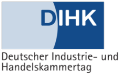 DIHK
Deutscher Industrie- und
Handelskammertag